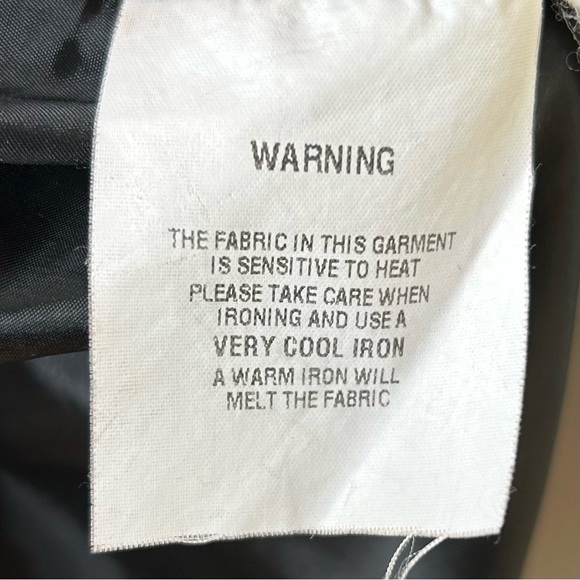 WARNING
THE FABRIC IN THIS GARMENT
IS SENSITIVE TO HEAT
PLEASE TAKE CARE WHEN
IRONING AND USE A
VERY COOL IRON
A WARM IRON WILL
MELT THE FABRIC